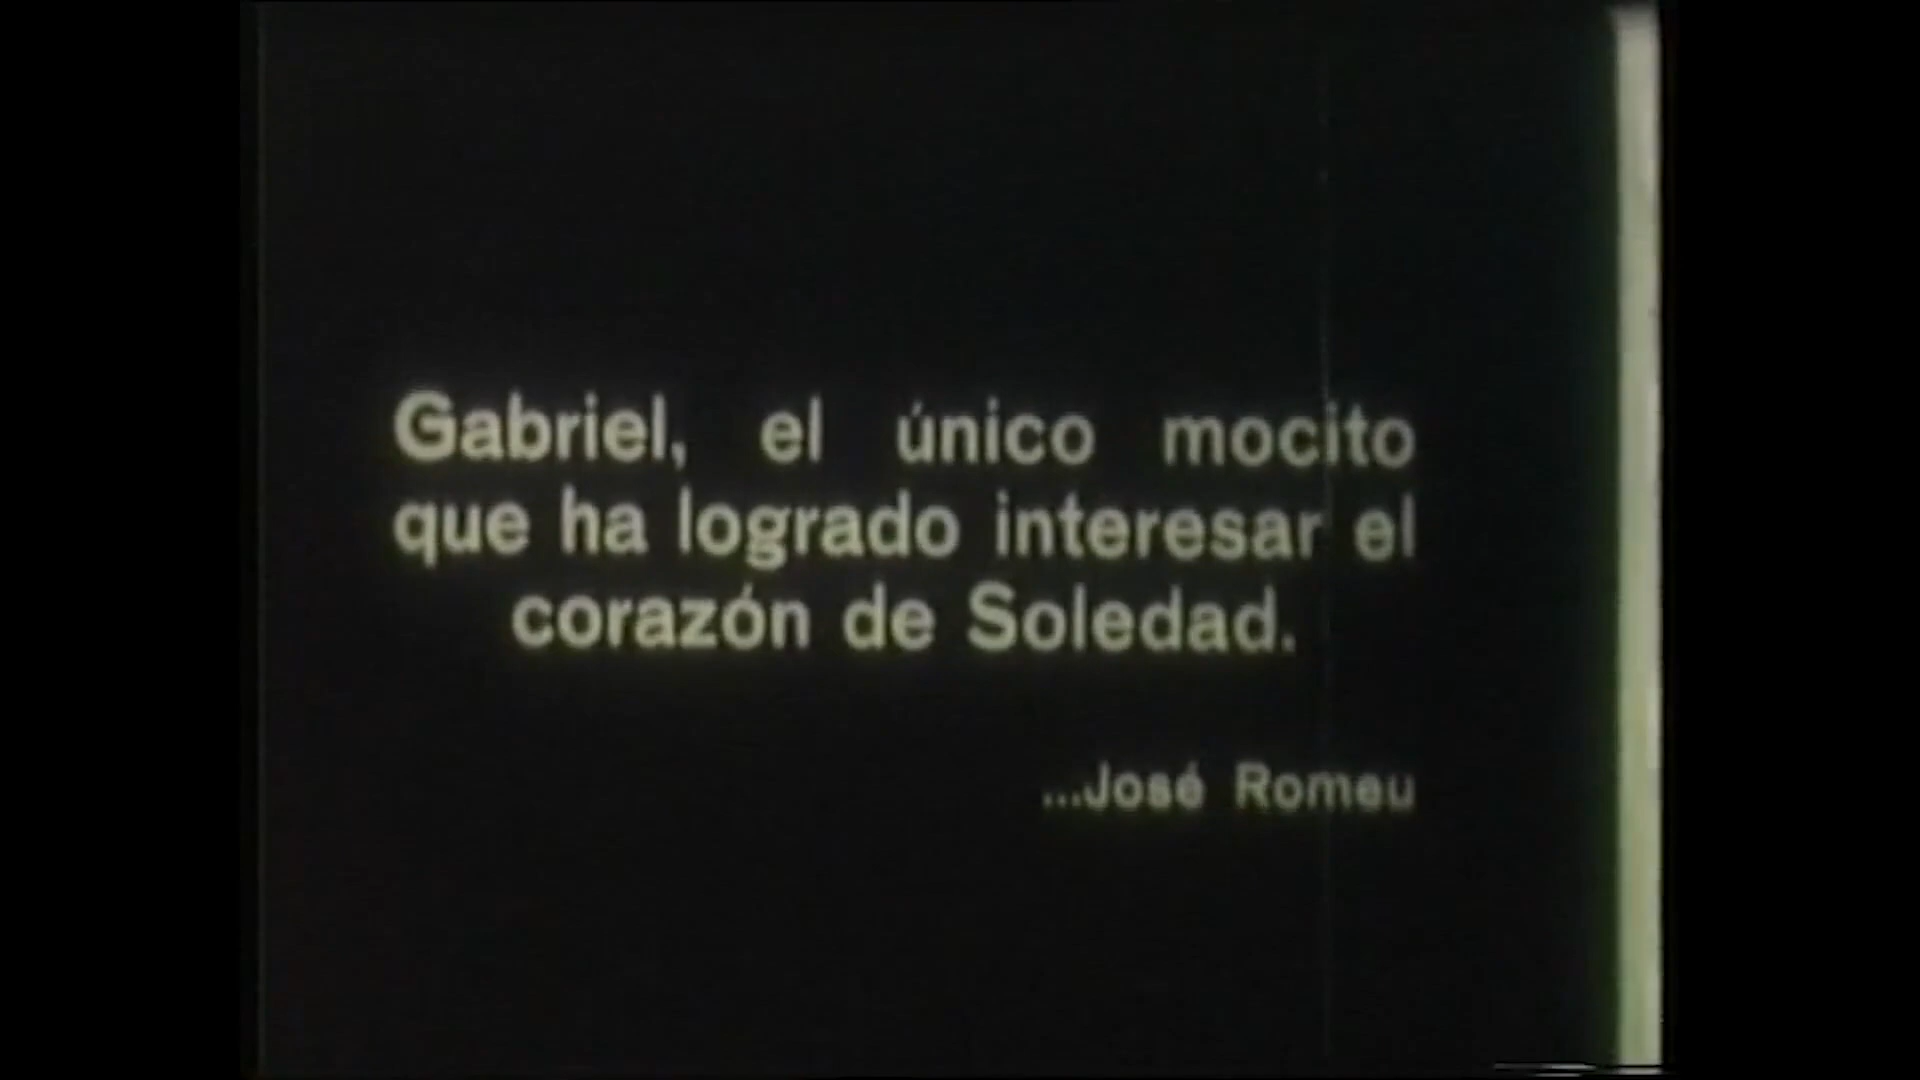 Gabriel, el único mocito
que ha logrado interesar el
corazón de Soledad.
...José Romeu